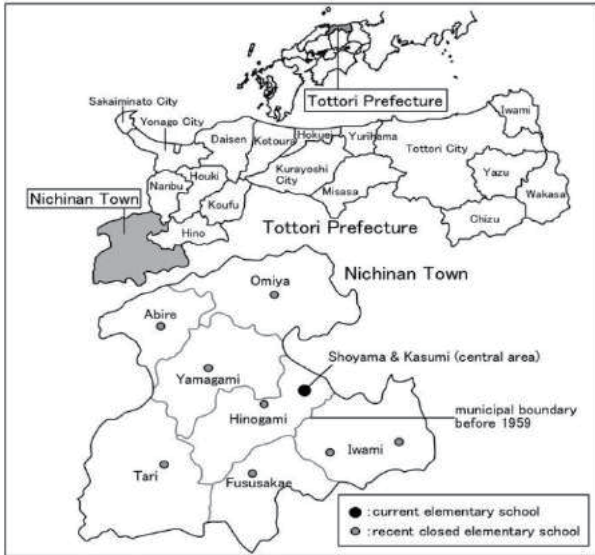 Tottori Prefecture
Sakaiminato City
Yonago City
Daisen
Kotoura
Hokuei
Yurihama
Iwami
Tottori City
Houki
Kurayoshi
City
Yazu
Nanbu
Misasa
Wakasa
Nichinan Town
Koufu
Chizu
Hino
Tottori Prefecture
Nichinan Town
Omiya
Abire
Shoyama & Kasumi (central area)
Yamagami
Hinogami
municipal boundary
before 1959
Iwami
Tari
Fususakae
:current elementary school
:recent closed elementary school